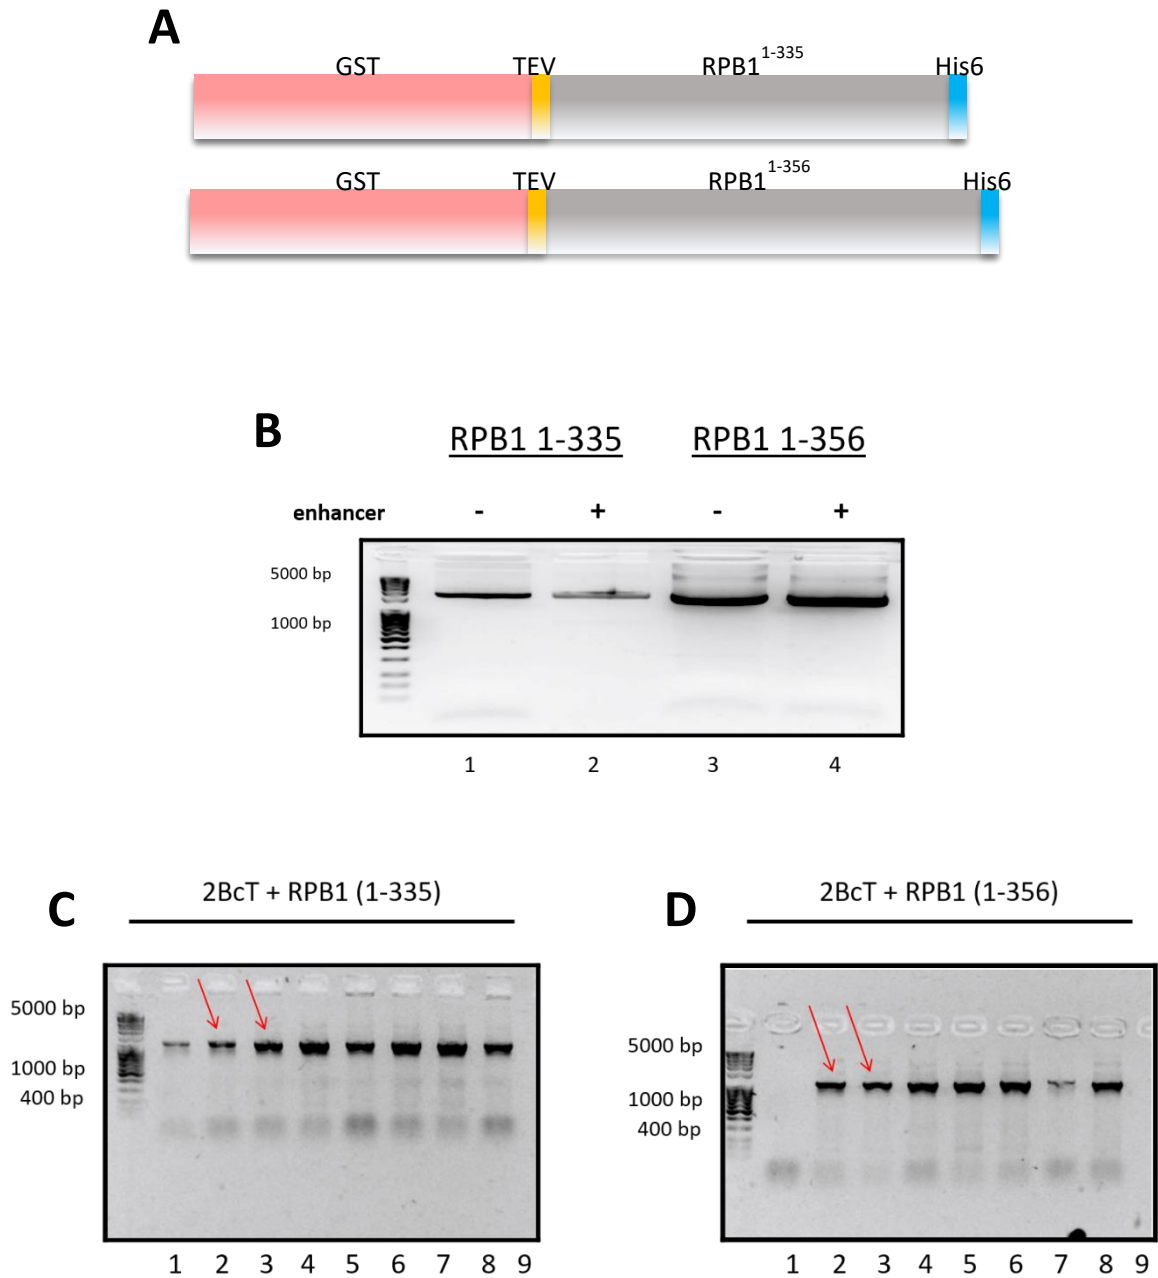 A
GST TEV RPB1 1-335 His6
GST TEV RPB1 1-356 His6
B
RPB1 1-335 RPB1 1-356
enhancer - + - +
5000 bp
1000 bp
1 2 3 4
C
2BcT + RPB1 (1-335)
5000 bp
1000 bp
400 bp
1 2 3 4 5 6 7 8 9
D
2BcT + RPB1 (1-356)
5000 bp
1000 bp
400 bp
1 2 3 4 5 6 7 8 9